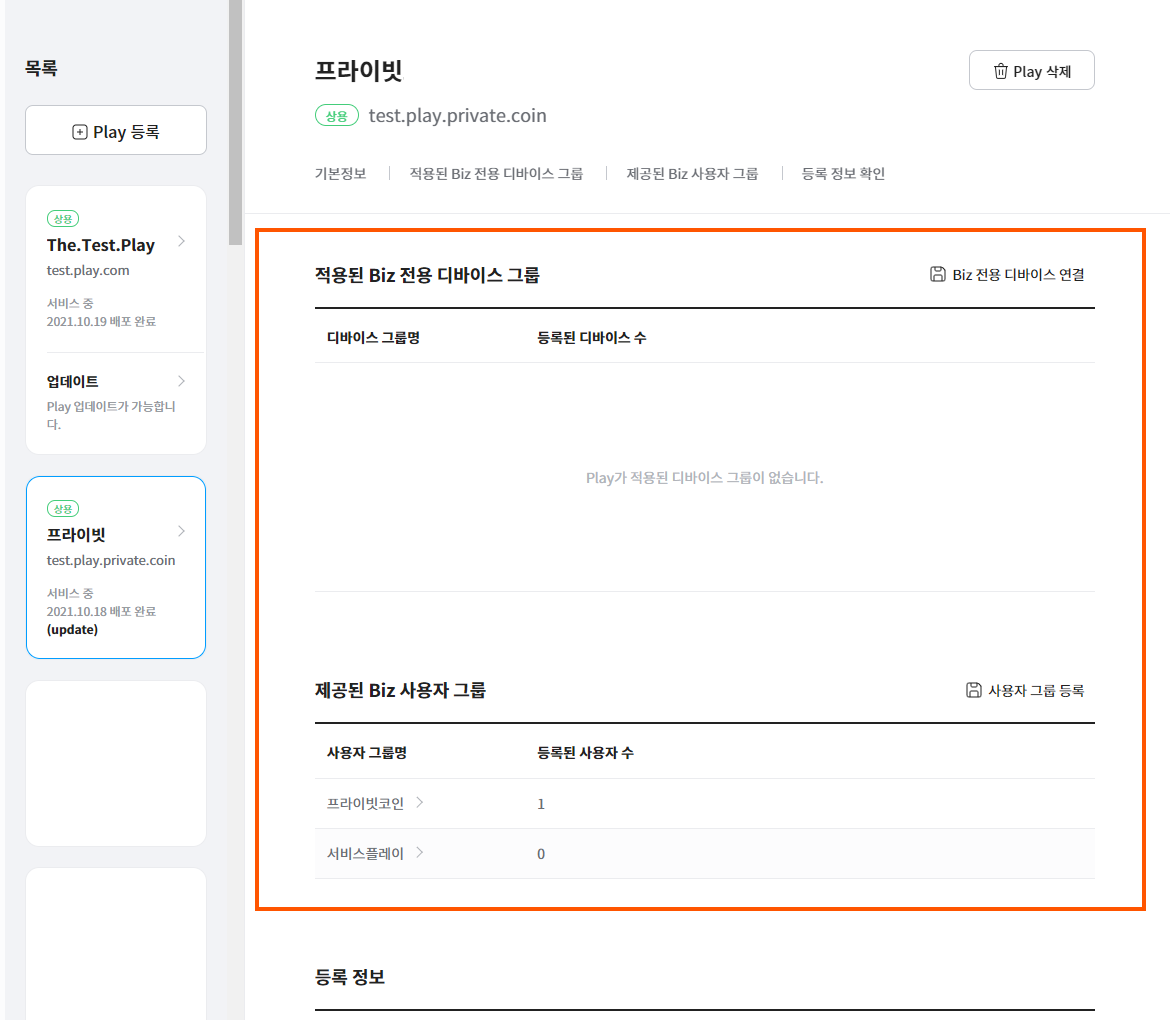 목록
Play 등록
상용
The.Test.Play
test.play.com
서비스 중
2021.10.19 배포 완료
업데이트
Play 업데이트가 가능합니
다.
상용
프라이빗
test.play.private.coin
서비스 중
2021.10.18 배포 완료
(update)
프라이빗
Play 삭제
상용 test.play.private.coin
기본정보 적용된 Biz 전용 디바이스 그룹 제공된 Biz 사용자 그룹 등록 정보 확인
적용된 Biz 전용 디바이스 그룹 Biz 전용 디바이스 연결
디바이스 그룹명 등록된 디바이스 수
Play가 적용된 디바이스 그룹이 없습니다.
제공된 Biz 사용자 그룹 사용자 그룹 등록
사용자 그룹명 등록된 사용자 수
프라이빗코인 1
서비스플레이 0
등록 정보